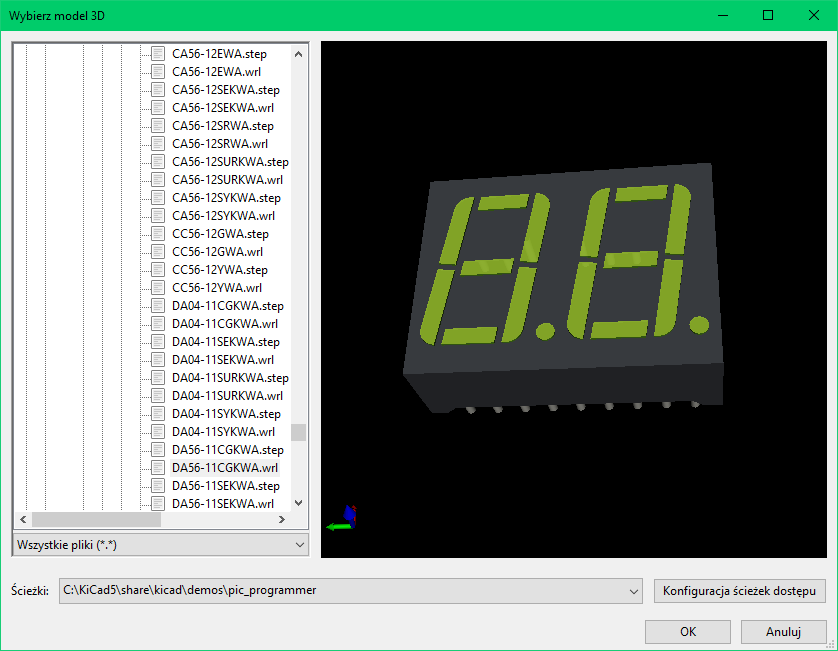 Wybierz model 3D
CA56-12EWA.step
CA56-12EWA.wrl
CA56-12SEKWA.step
CA56-12SEKWA.wrl
CA56-12SRWA.step
CA56-12SRWA.wrl
CA56-12SURKWA.step
CA56-12SURKWA.wrl
CA56-12SYKWA.step
CA56-12SYKWA.wrl
CC56-12GWA.step
CC56-12GWA.wrl
CC56-12YWA.step
CC56-12YWA.wrl
DA04-11CGKWA.step
DA04-11CGKWA.wrl
DA04-11SEKWA.step
DA04-11SEKWA.wrl
DA04-11SURKWA.step
DA04-11SURKWA.wrl
DA04-11SYKWA.step
DA04-11SYKWA.wrl
DA56-11CGKWA.step
DA56-11CGKWA.wrl
DA56-11SEKWA.step
DA56-11SEKWA.wrl
Wszystkie pliki (*.*)
Ścieżki: C:\KiCad5\share\kicad\demos\pic_programmer Konfiguracja ścieżek dostępu
OK Anuluj